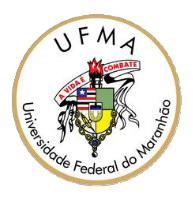 UFMA
A VIDA É COMBATE
Universidade Federal do Maranhão